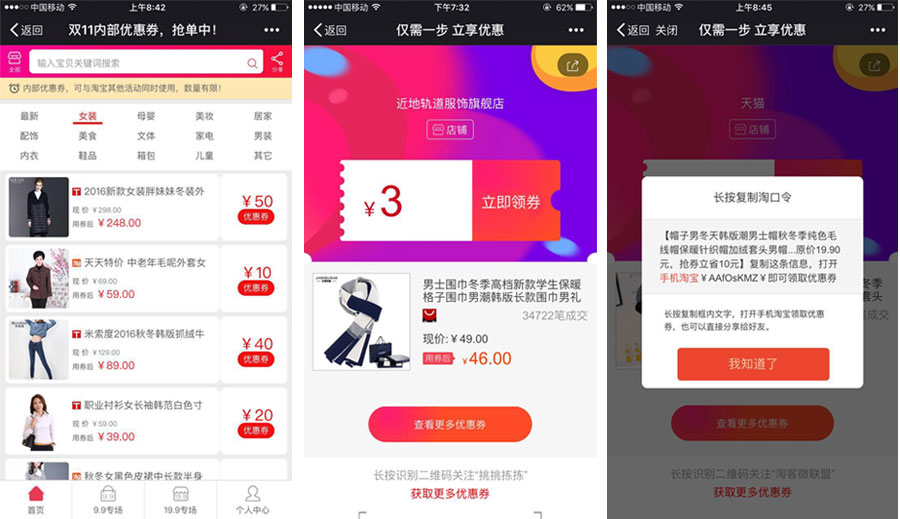 中国移动
上午8:42
27%
返回
双11内部优惠券，抢单中！
全部
输入宝贝关键词搜索
分享
内部优惠券，可与淘宝其他活动同时使用，数量有限！
最新 女装 母婴 美妆 居家
配饰 美食 文体 家电 男装
内衣 鞋品 箱包 儿童 其它
2016新款女装胖妹妹冬装外
现 价 ￥298.00
用券后 ￥248.00
￥50
优惠券
天天特价 中老年毛呢外套女
现 价 ￥69.00
用券后 ￥59.00
￥10
优惠券
米索度2016秋冬韩版抓绒牛
现 价 ￥129.00
用券后 ￥89.00
￥40
优惠券
职业衬衫女长袖韩范白色寸
现 价 ￥59.00
用券后 ￥39.00
￥20
优惠券
秋冬女黑色皮裙中长款半身
首页 9.9专场 19.9专场 个人中心
中国移动
下午7:32
62%
返回
仅需一步 立享优惠
近地轨道服饰旗舰店
店铺
￥3
立即领券
男士围巾冬季高档新款学生保暖
格子围巾男潮韩版长款围巾男礼
34722笔成交
现价: ￥49.00
用券后 ￥46.00
查看更多优惠券
长按识别二维码关注“挑挑拣拣”
获取更多优惠券
中国移动
上午8:45
27%
返回 关闭
仅需一步 立享优惠
天猫
店铺
长按复制淘口令
【帽子男冬天韩版潮男士帽秋冬季纯色毛
线帽保暖针织帽加绒套头男帽...原价19.90
元，抢券立省10元】复制这条信息，打开
手机淘宝￥AAfOsKMZ￥即可领取优惠券
长按复制框内文字，打开手机淘宝领取优惠
券，也可以直接分享给好友。
我知道了
查看更多优惠券
长按识别二维码关注“淘客微联盟”
获取更多优惠券